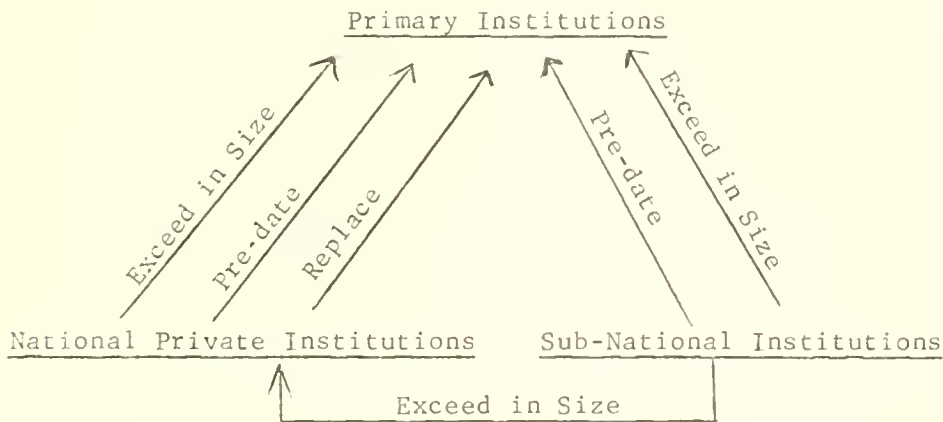 Primary Institutions
Exceed in Size
Pre-date
Replace
Pre-date
Exceed in Size
National Private Institutions
Sub-National Institutions
Exceed in Size